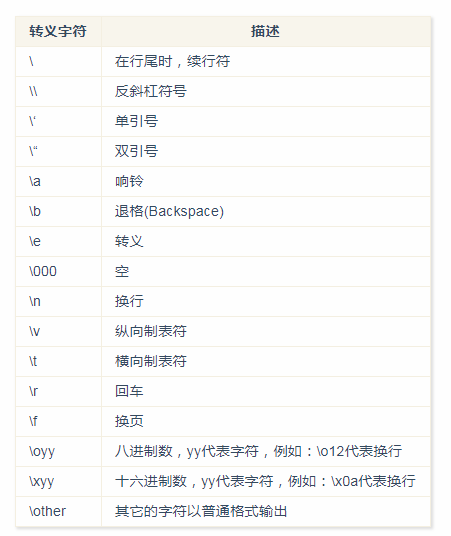 转义字符 描述
\ 在行尾时，续行符
\\ 反斜杠符号
\‘ 单引号
\“ 双引号
\a 响铃
\b 退格(Backspace)
\e 转义
\000 空
\n 换行
\v 纵向制表符
\t 横向制表符
\r 回车
\f 换页
\oyy 八进制数，yy代表字符，例如：\o12代表换行
\xyy 十六进制数，yy代表字符，例如：\x0a代表换行
\other 其它的字符以普通格式输出